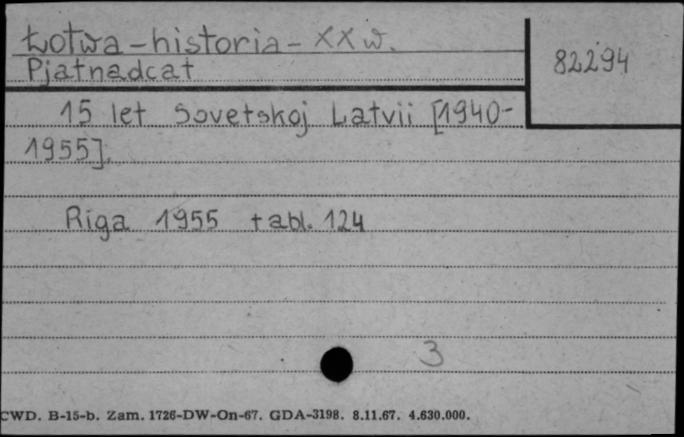 Łotwa-historia-XX w.
82294
Pjatnadcat
15 let Sovetskoj Latvii [1940-
1955].
Riga 1955 tabl. 124
3
CWD. B-15-b. Zam. 1726-DW-On-67. GDA-3198. 8.11.67. 4.630.000.